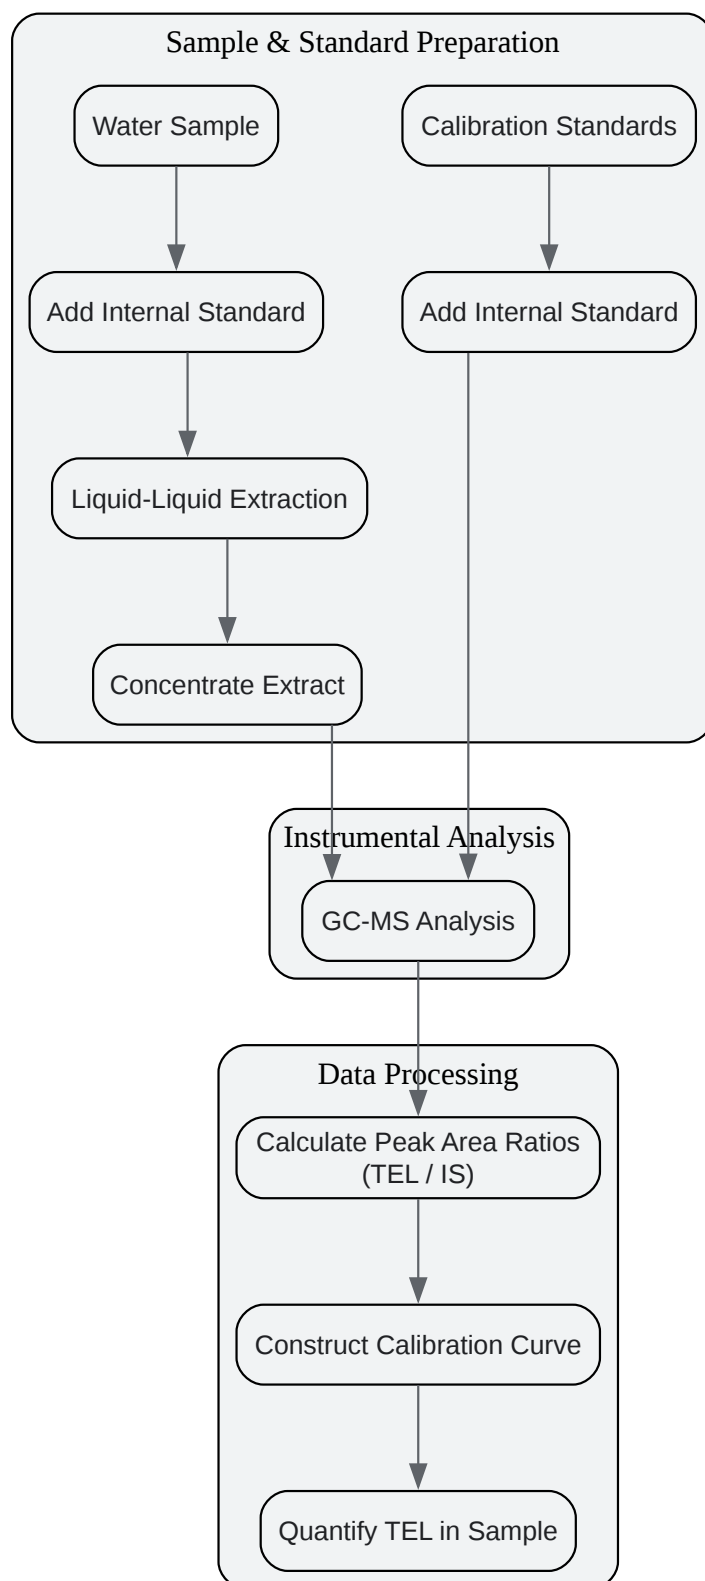 Sample & Standard Preparation
Water Sample
Calibration Standards
Add Internal Standard
Add Internal Standard
Liquid-Liquid Extraction
Concentrate Extract
Instrumental Analysis
GC-MS Analysis
Data Processing
Calculate Peak Area Ratios
(TEL / IS)
Construct Calibration Curve
Quantify TEL in Sample